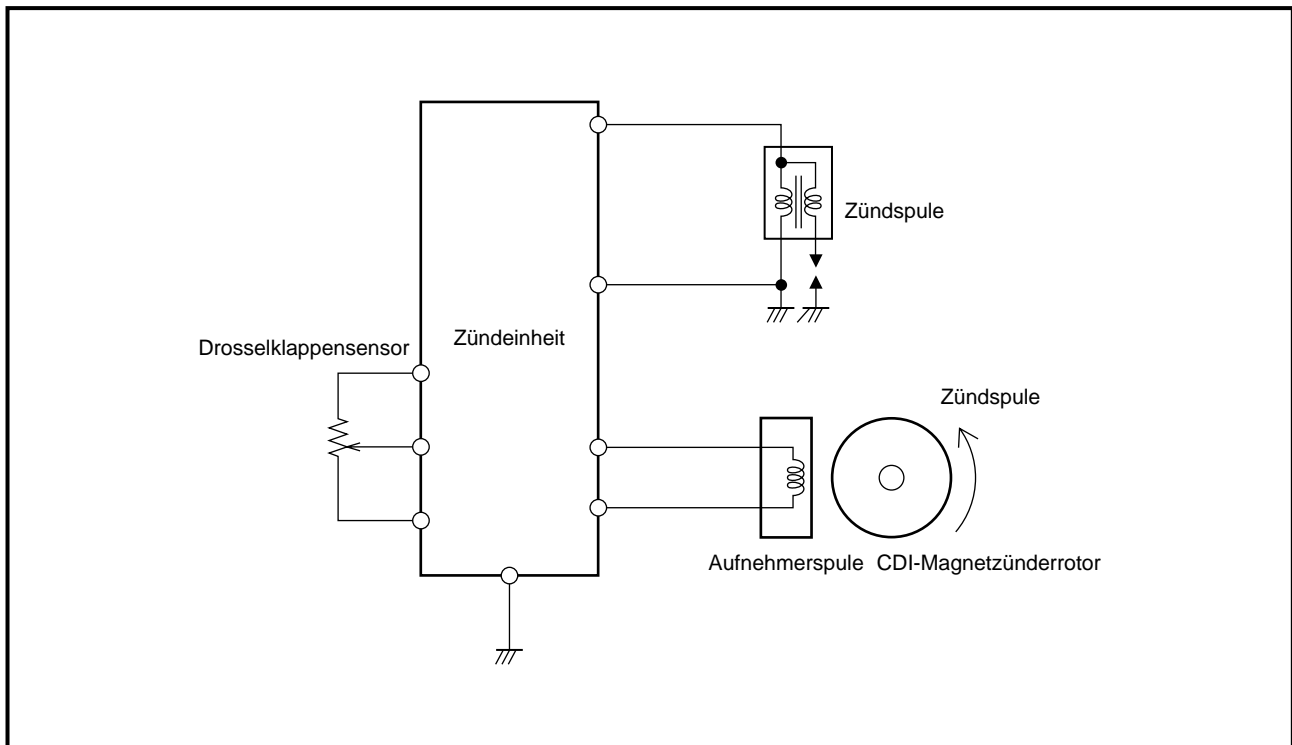 Zündspule
Zündeinheit
Drosselklappensensor
Zündspule
Aufnehmerspule
CDI-Magnetzünderrotor